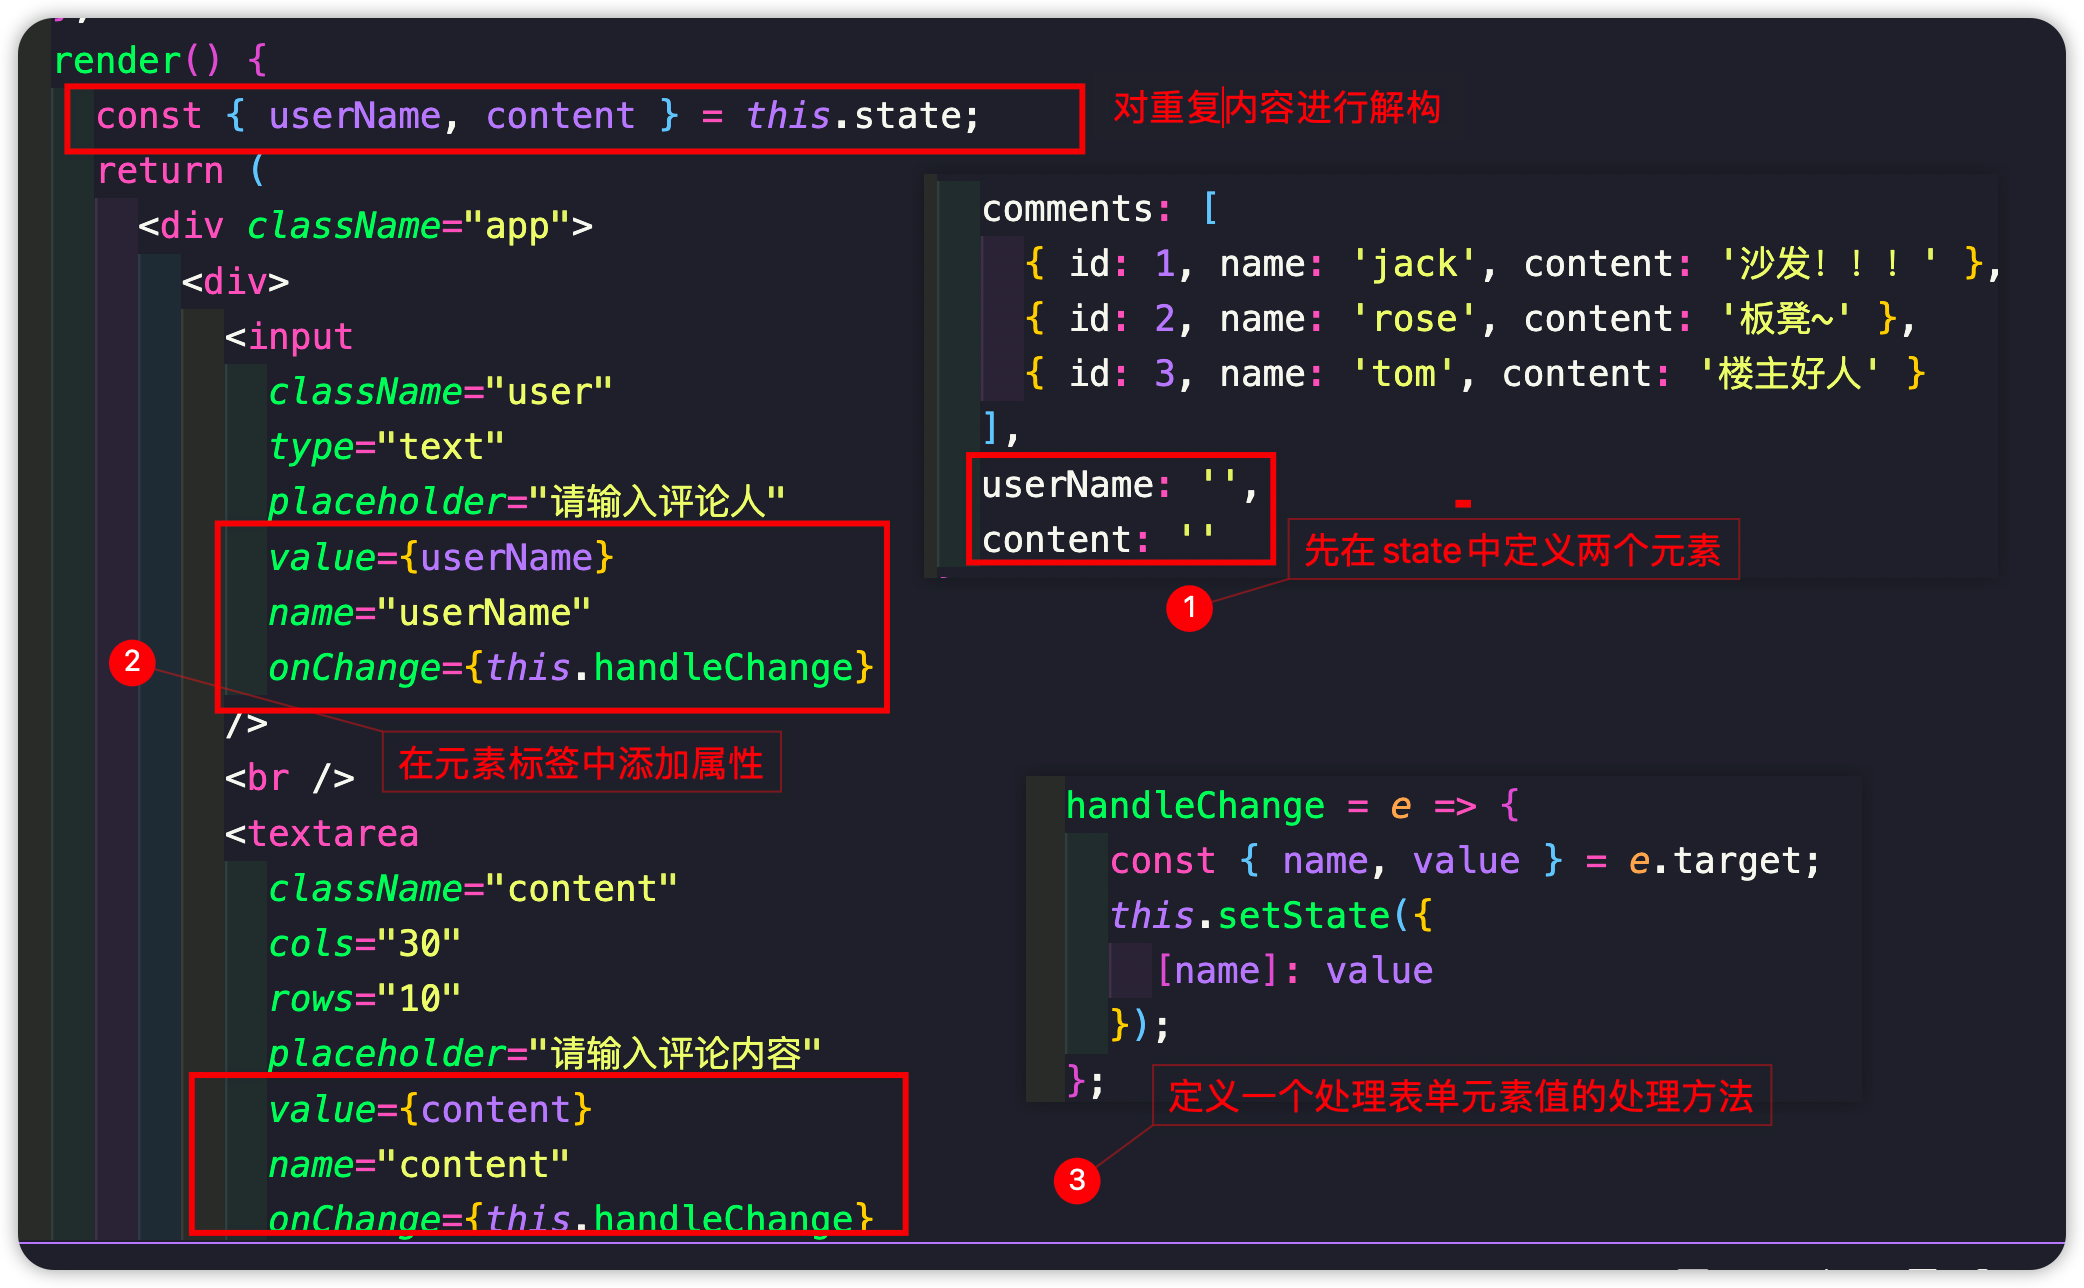 render() {
const { userName, content } = this.state;
对重复内容进行解构
return (
<div className="app">
<div>
<input
className="user"
type="text"
placeholder="请输入评论人"
value={userName}
name="userName"
onChange={this.handleChange}
/>
<br />
<textarea
className="content"
cols="30"
rows="10"
placeholder="请输入评论内容"
value={content}
name="content"
onChange={this.handleChange}
2
在元素标签中添加属性
comments: [
{ id: 1, name: 'jack', content: '沙发！！！' },
{ id: 2, name: 'rose', content: '板凳~' },
{ id: 3, name: 'tom', content: '楼主好人' }
],
userName: '',
content: ''
1
先在 state中定义两个元素
handleChange = e => {
const { name, value } = e.target;
this.setState({
[name]: value
});
};
3
定义一个处理表单元素值的处理方法